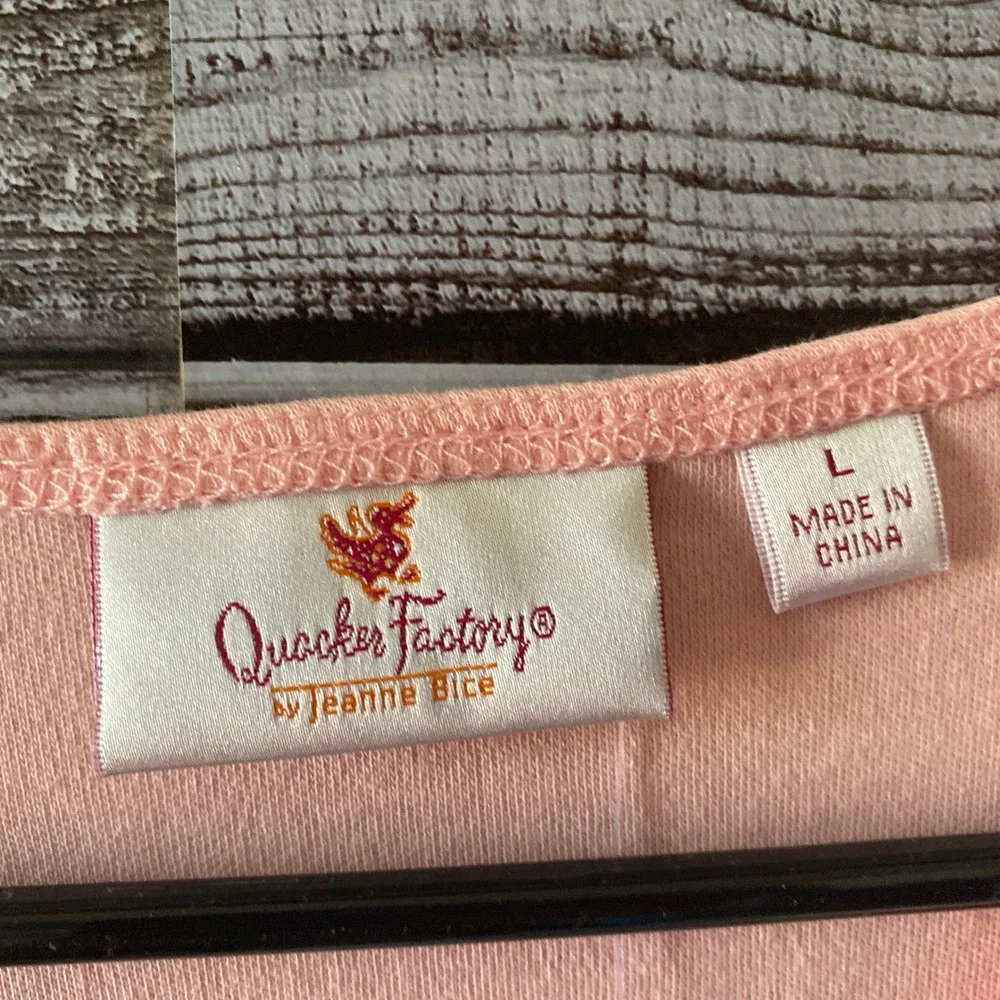 Quacker Factory®
by Jeanne Bice
L
MADE IN
CHINA